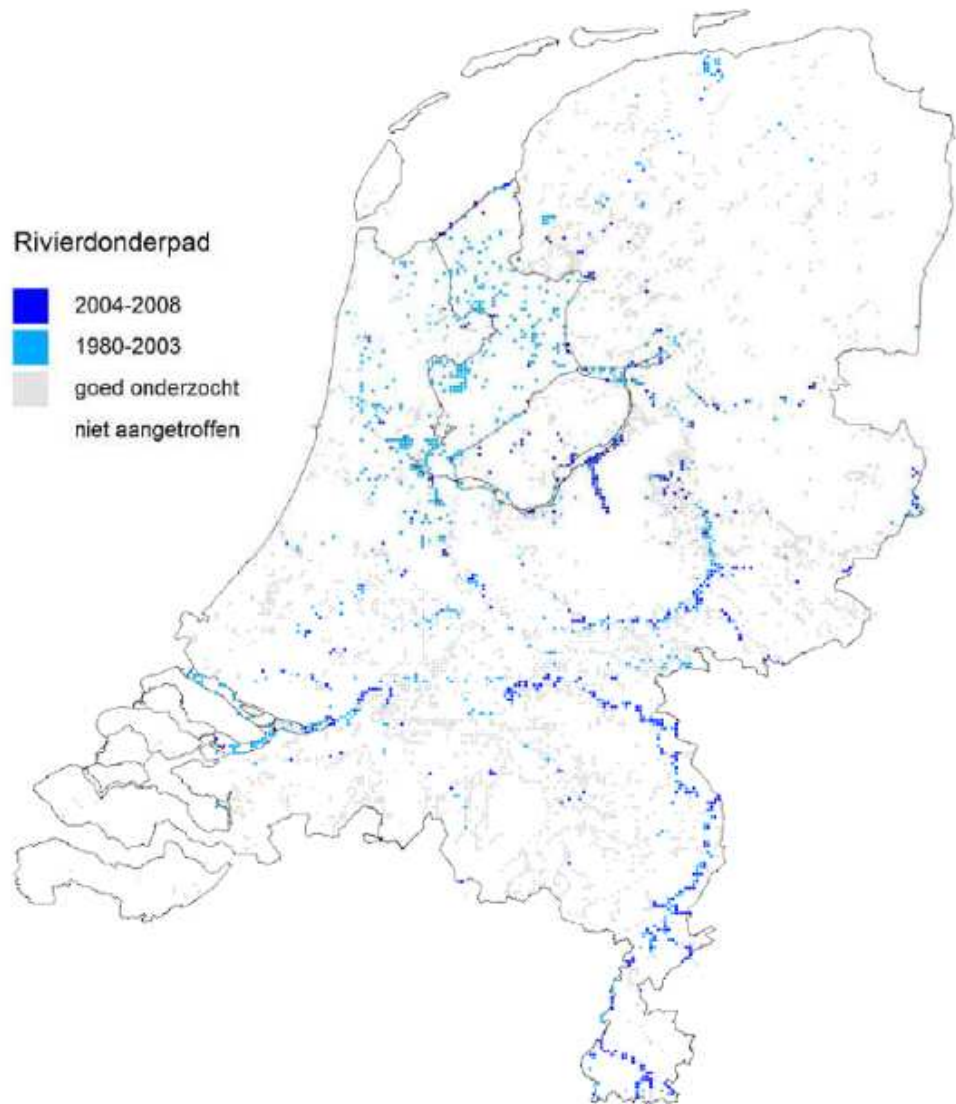 Rivierdonderpad
2004-2008
1980-2003
goed onderzocht
niet aangetroffen